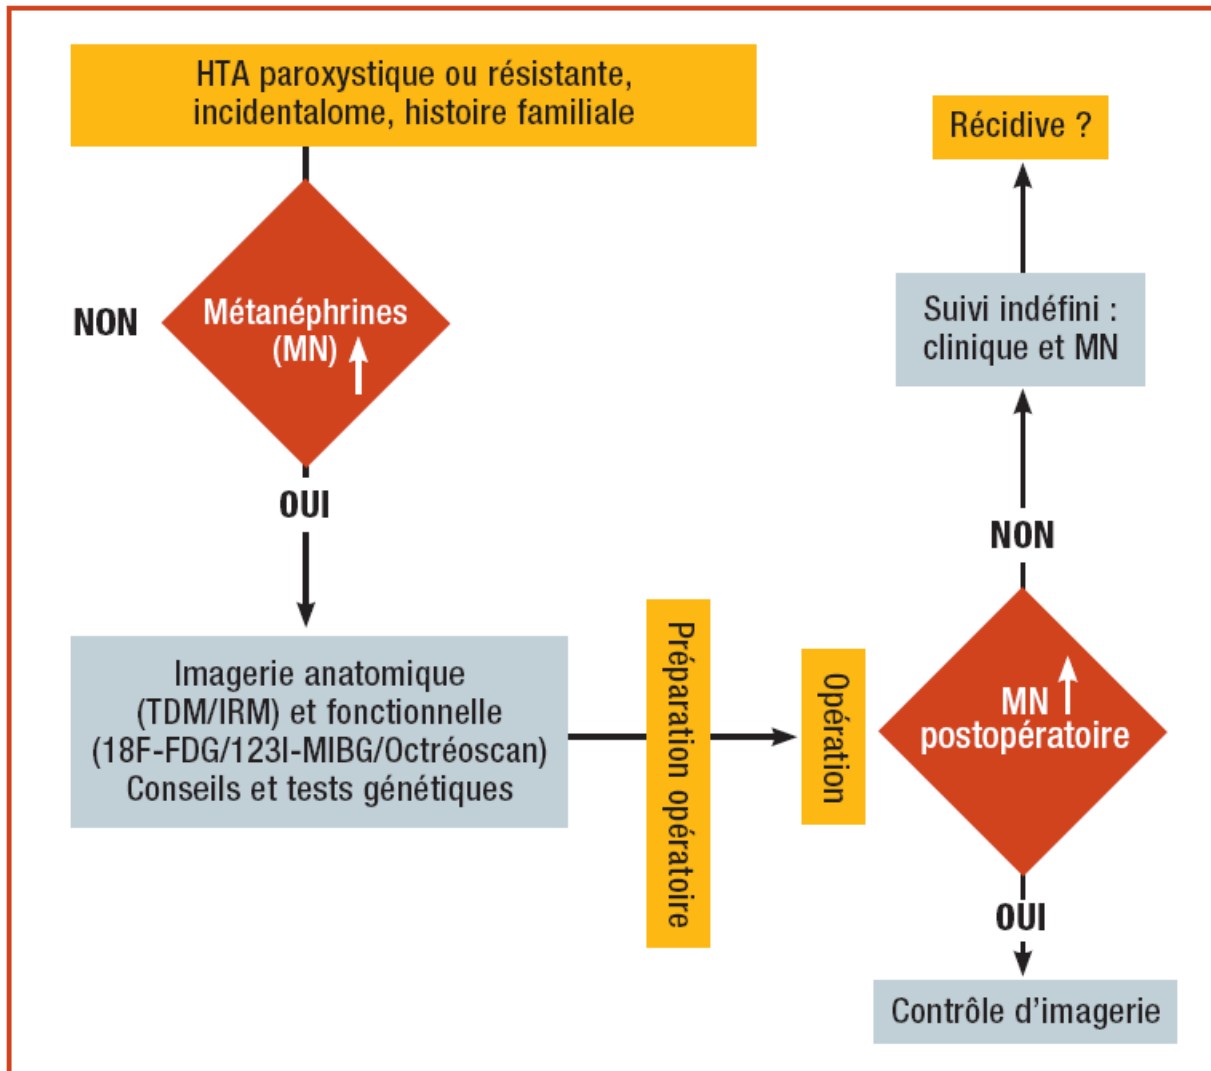 HTA paroxystique ou résistante,
incidentalome, histoire familiale
NON
Métanéphrines
(MN)
OUI
Imagerie anatomique
(TDM/IRM) et fonctionnelle
(18F-FDG/123I-MIBG/Octréoscan)
Conseils et tests génétiques
Préparation opératoire
Opération
MN
postopératoire
NON
Suivi indéfini :
clinique et MN
Récidive ?
OUI
Contrôle d’imagerie